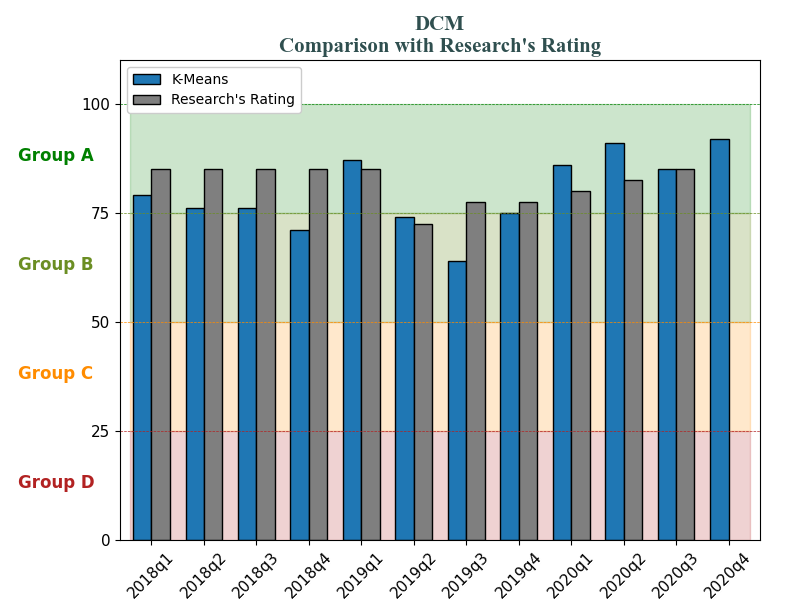 DCM
Comparison with Research's Rating
K-Means
Research's Rating
100
Group A
75
Group B
50
Group C
25
Group D
0
2018q1
2018q2
2018q3
2018q4
2019q1
2019q2
2019q3
2019q4
2020q1
2020q2
2020q3
2020q4